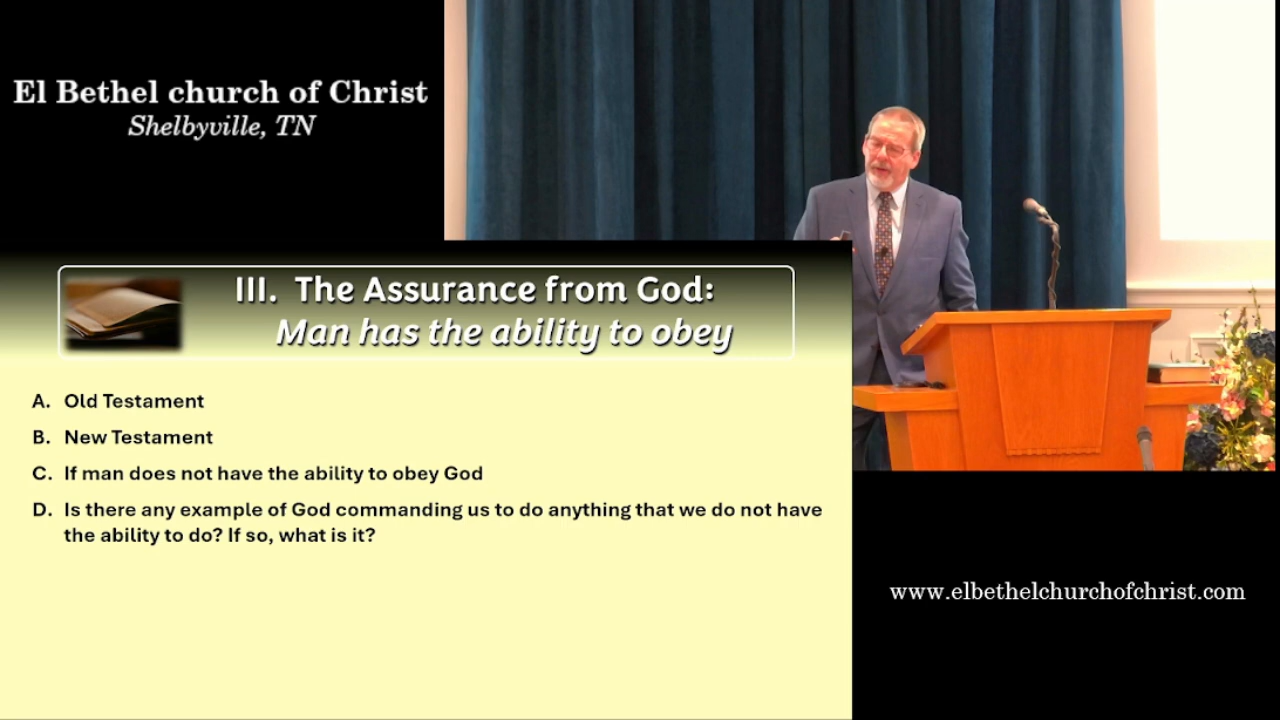 El Bethel church of Christ
Shelbyville, TN
III. The Assurance from God:
Man has the ability to obey
A. Old Testament
B. New Testament
C. If man does not have the ability to obey God
D. Is there any example of God commanding us to do anything that we do not have
the ability to do? If so, what is it?
www.elbethelchurchofchrist.com